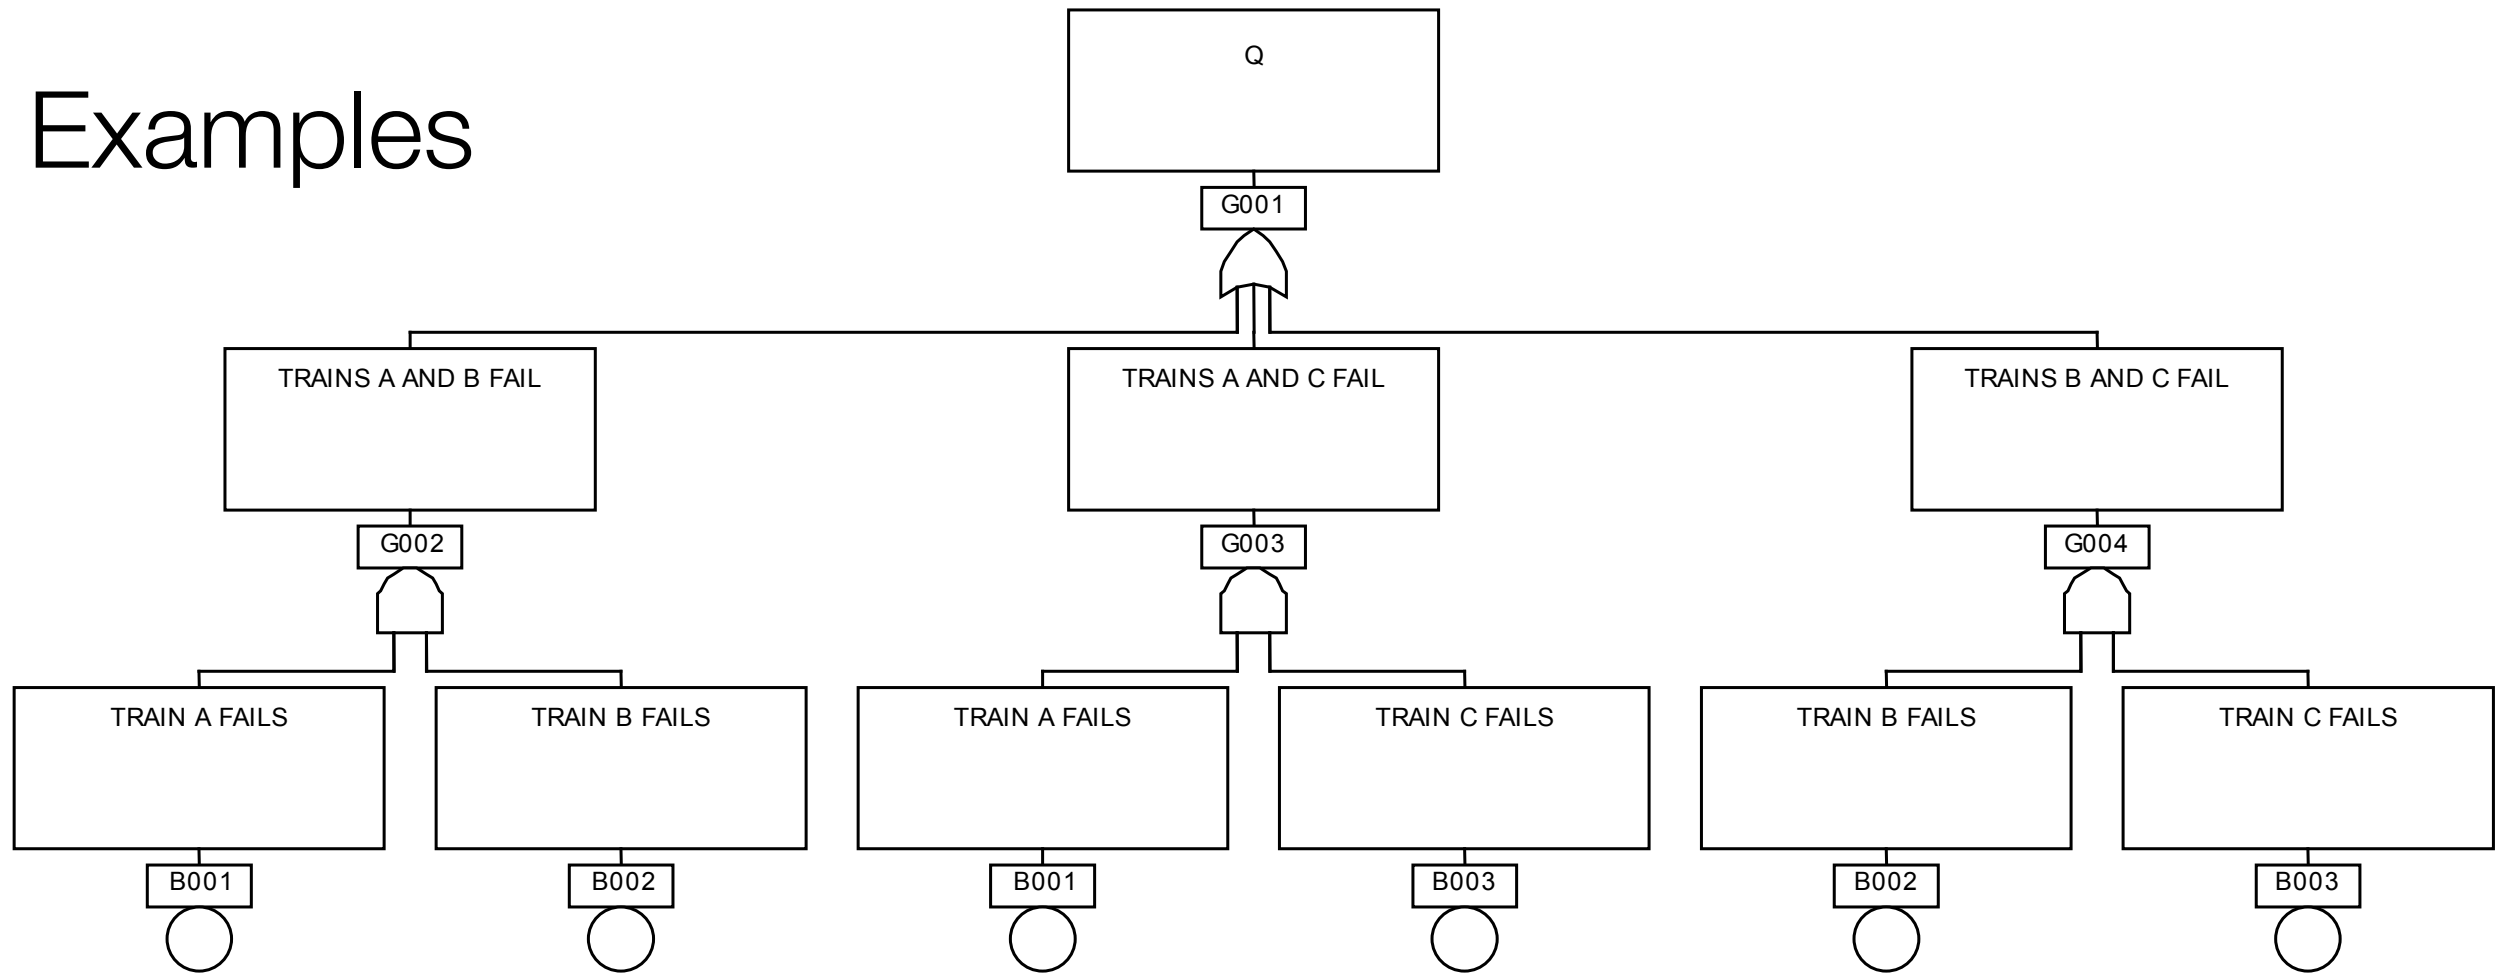 Q
Examples
G001
TRAINS A AND B FAIL
TRAINS A AND C FAIL
TRAINS B AND C FAIL
G002
G003
G004
TRAIN A FAILS
TRAIN B FAILS
TRAIN A FAILS
TRAIN C FAILS
TRAIN B FAILS
TRAIN C FAILS
B001
B002
B001
B003
B002
B003